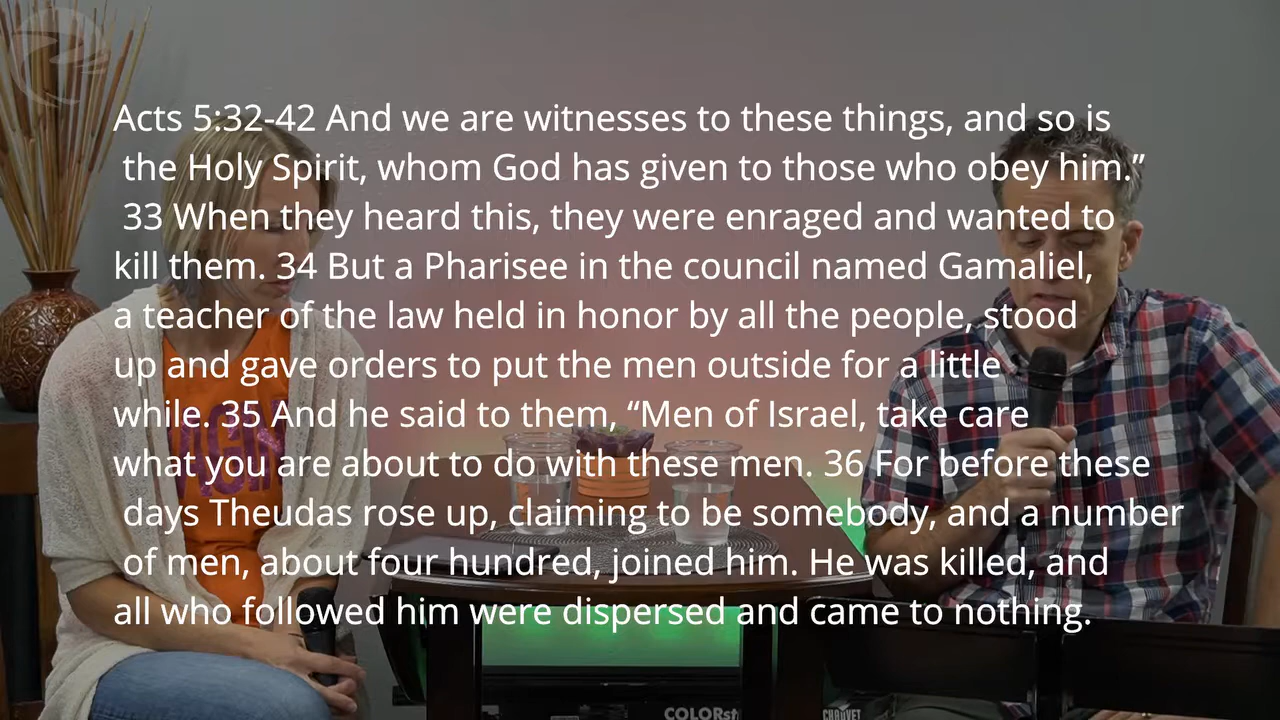 Acts 5:32-42 And we are witnesses to these things, and so is
the Holy Spirit, whom God has given to those who obey him.”
33 When they heard this, they were enraged and wanted to
kill them. 34 But a Pharisee in the council named Gamaliel,
a teacher of the law held in honor by all the people, stood
up and gave orders to put the men outside for a little
while. 35 And he said to them, “Men of Israel, take care
what you are about to do with these men. 36 For before these
days Theudas rose up, claiming to be somebody, and a number
of men, about four hundred, joined him. He was killed, and
all who followed him were dispersed and came to nothing.
CHAUVET